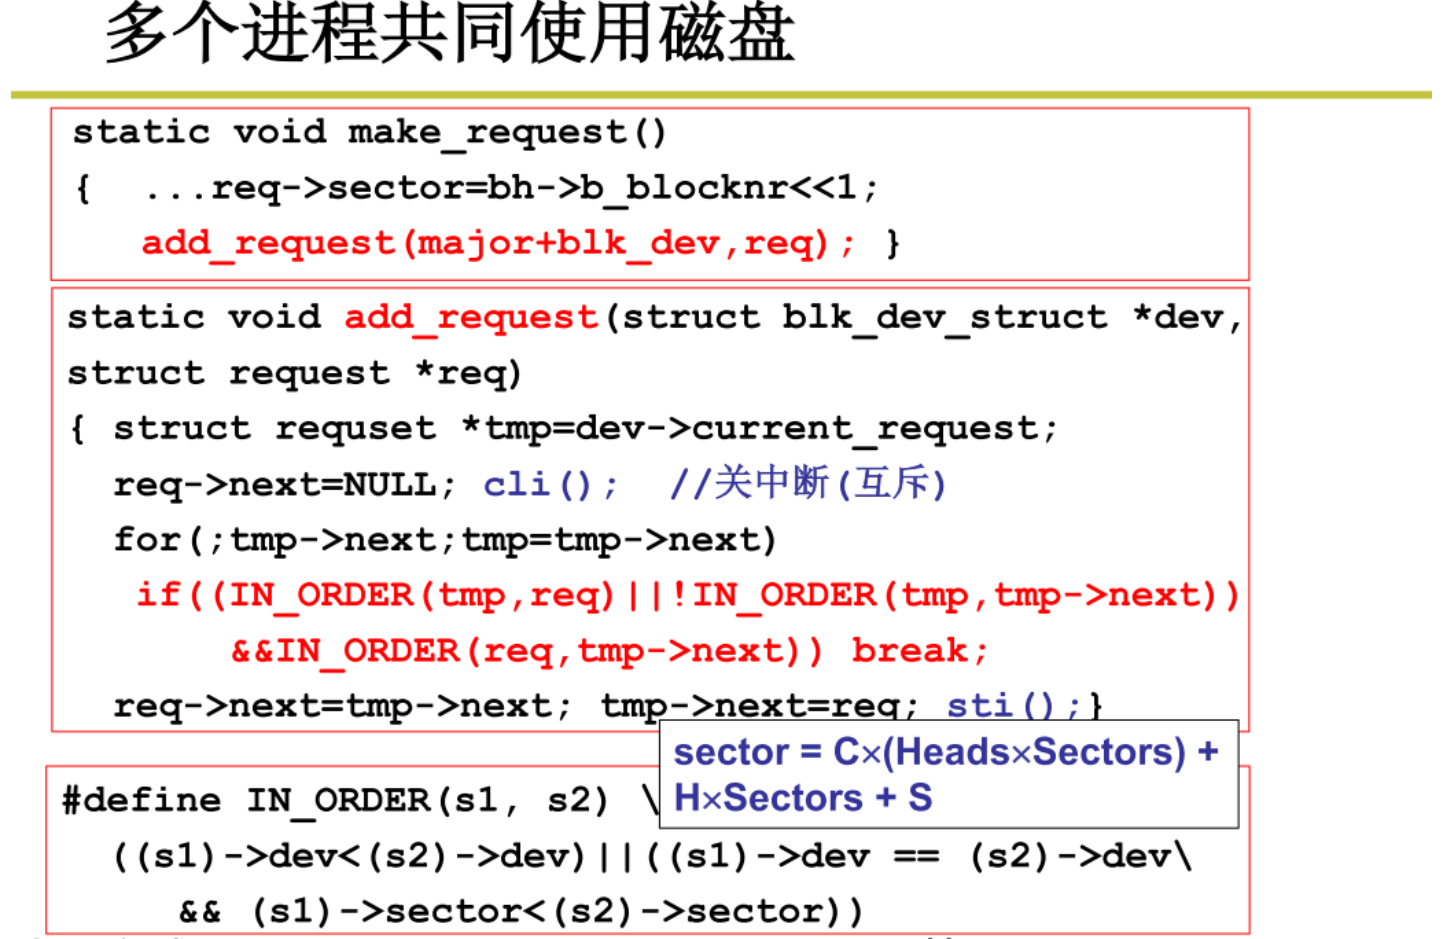 多个进程共同使用磁盘
static void make_request()
{ ...req->sector=bh->b_blocknr<<1;
add_request(major+blk_dev,req); }
static void add_request(struct blk_dev_struct *dev,
struct request *req)
{ struct requset *tmp=dev->current_request;
req->next=NULL; cli(); //关中断(互斥)
for(;tmp->next;tmp=tmp->next)
if((IN_ORDER(tmp,req)||!IN_ORDER(tmp,tmp->next))
&&IN_ORDER(req,tmp->next)) break;
req->next=tmp->next; tmp->next=req; sti();}
sector = C×(Heads×Sectors) +
H×Sectors + S
#define IN_ORDER(s1, s2) \
((s1)->dev<(s2)->dev)||((s1)->dev == (s2)->dev\
&& (s1)->sector<(s2)->sector))